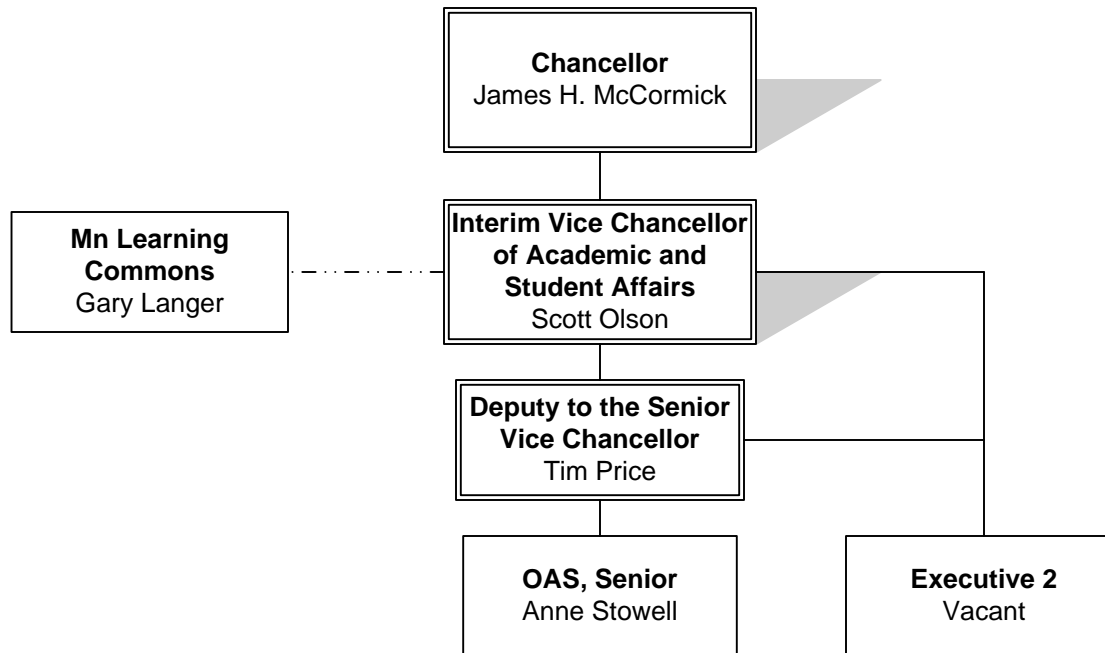 Chancellor
James H. McCormick
Mn Learning
Commons
Gary Langer
Interim Vice Chancellor
of Academic and
Student Affairs
Scott Olson
Deputy to the Senior
Vice Chancellor
Tim Price
OAS, Senior
Anne Stowell
Executive 2
Vacant